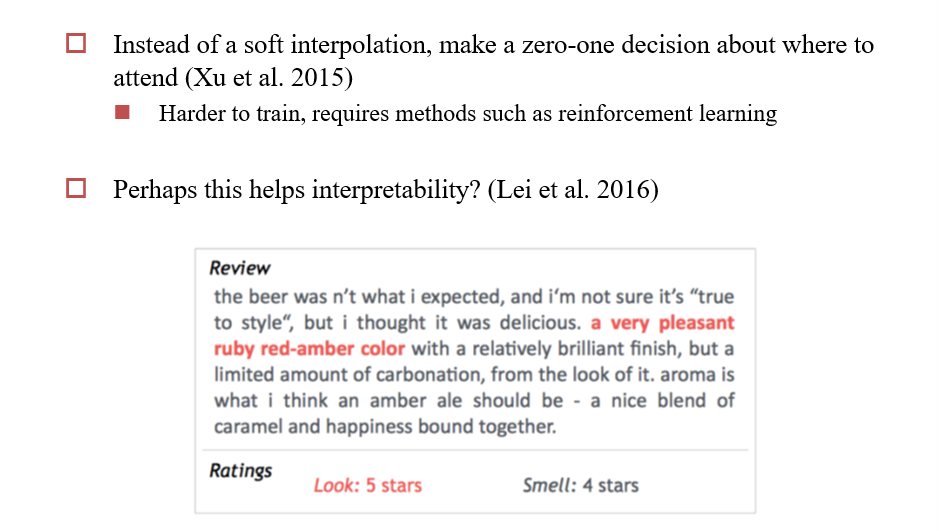 Instead of a soft interpolation, make a zero-one decision about where to
attend (Xu et al. 2015)
Harder to train, requires methods such as reinforcement learning
Perhaps this helps interpretability? (Lei et al. 2016)
Review
the beer was n’t what i expected, and i‘m not sure it’s “true
to style“, but i thought it was delicious. a very pleasant
ruby red-amber color with a relatively brilliant finish, but a
limited amount of carbonation, from the look of it. aroma is
what i think an amber ale should be - a nice blend of
caramel and happiness bound together.
Ratings
Look: 5 stars Smell: 4 stars